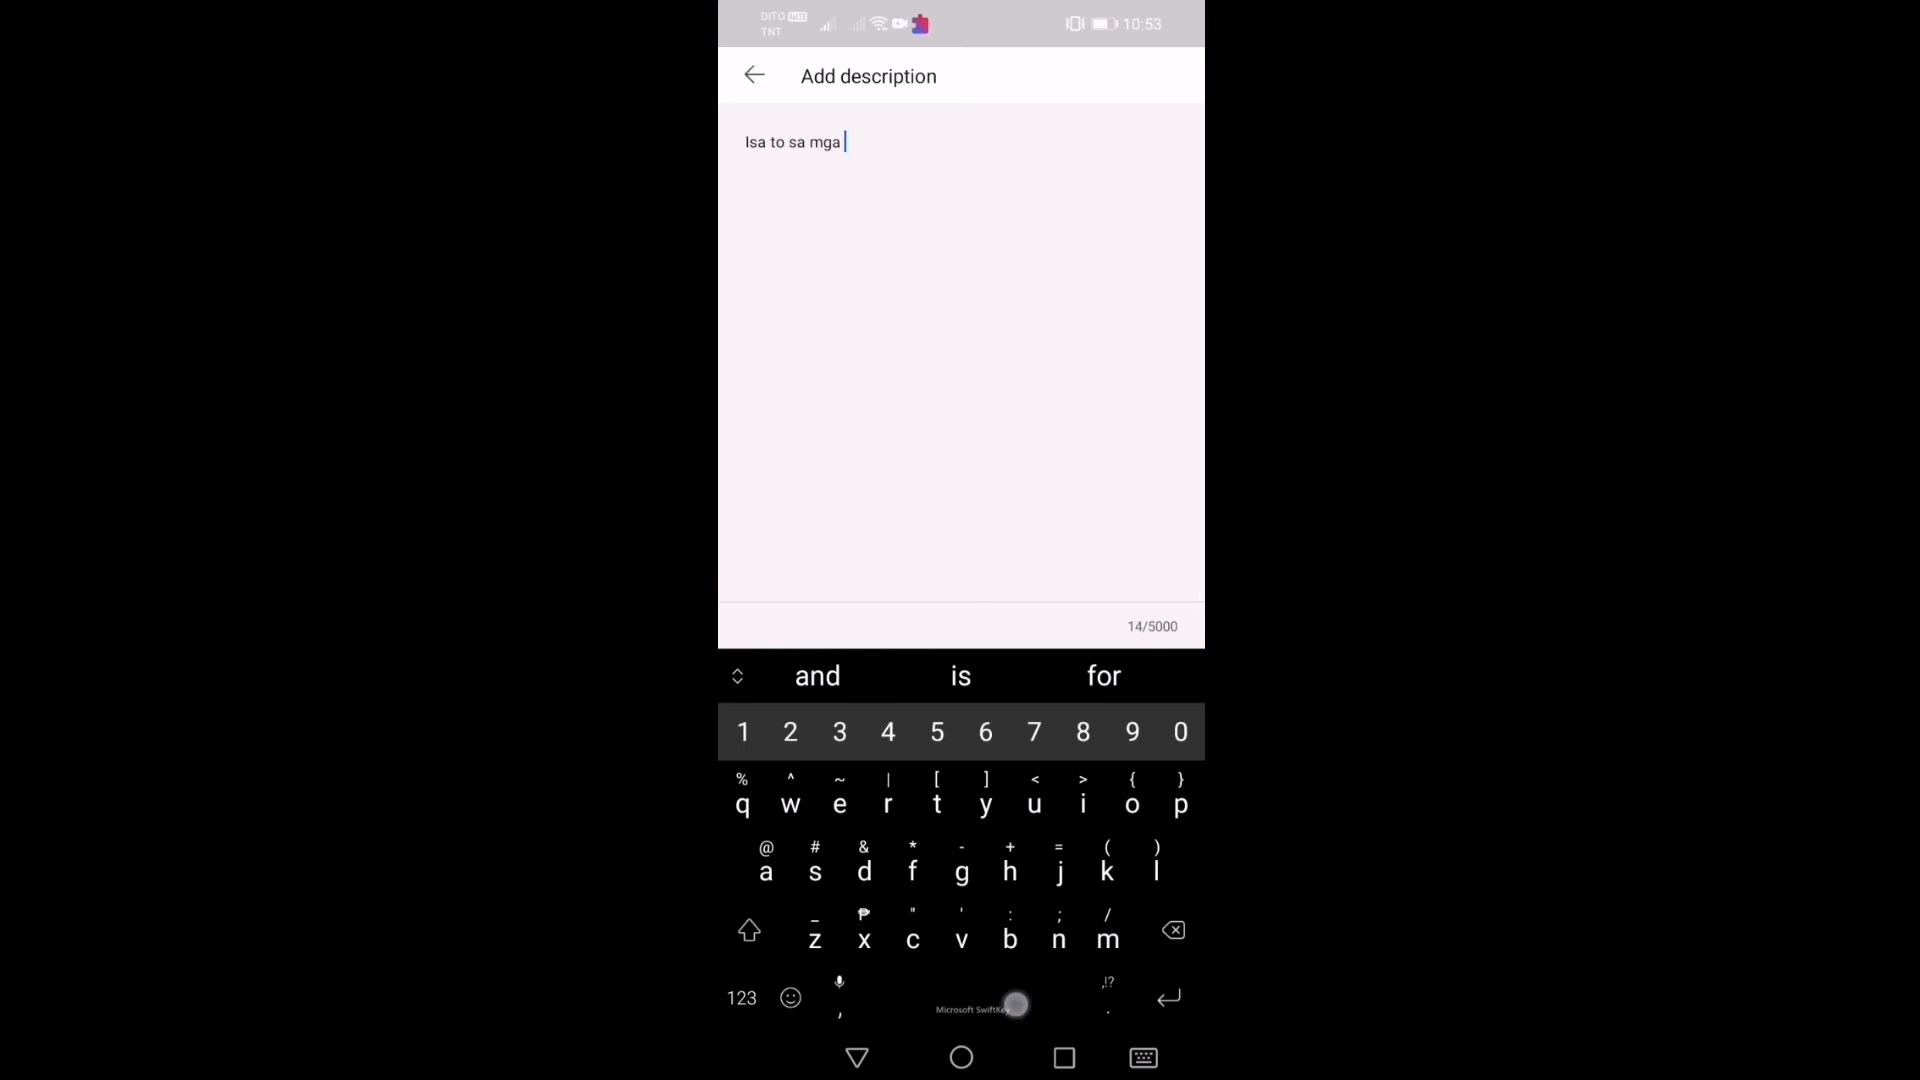 DITO VoLTE
TNT
10:53
Add description
Isa to sa mga
14/5000
and is for
1 2 3 4 5 6 7 8 9 0
% ^ ~ | [ ] < > { }
q w e r t y u i o p
@ # & * - + = ( )
a s d f g h j k l
_ ₱ " ' : ; /
z x c v b n m
,!?
123 , .
Microsoft SwiftKey